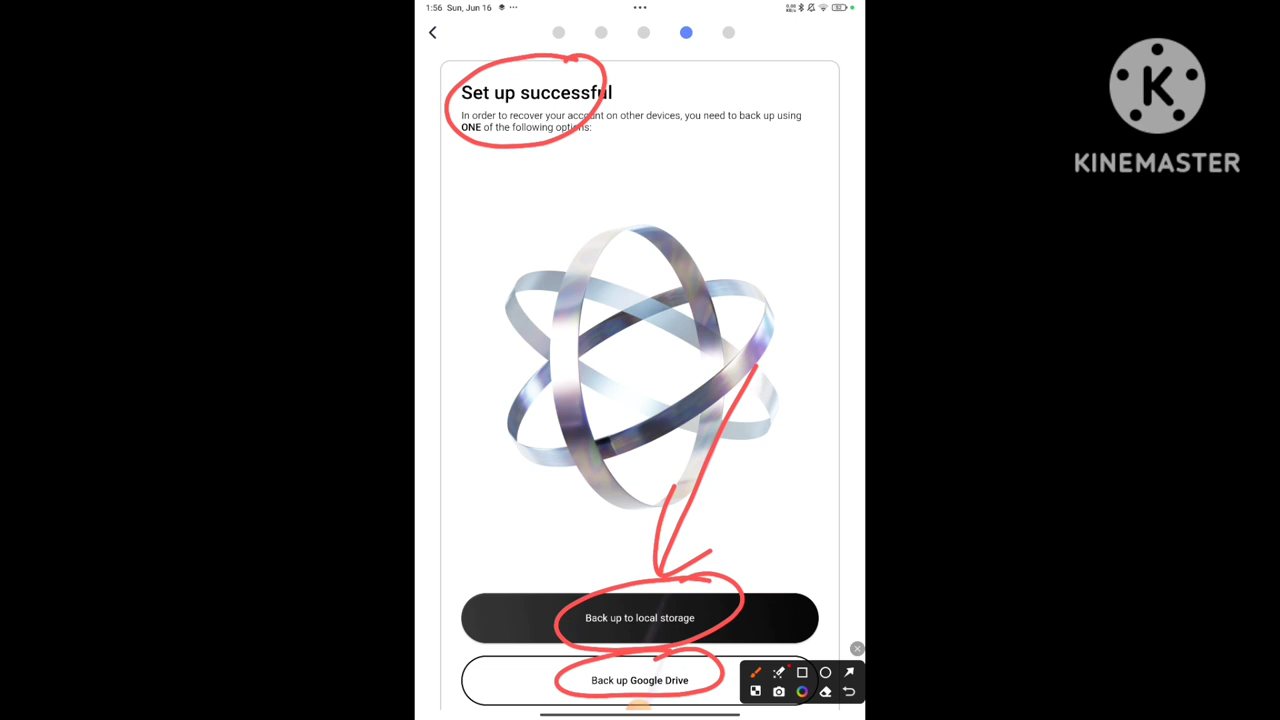 1:56 Sun, Jun 16
Set up successful
In order to recover your account on other devices, you need to back up using
ONE of the following options:
Back up to local storage
Back up Google Drive
K
KINEMASTER